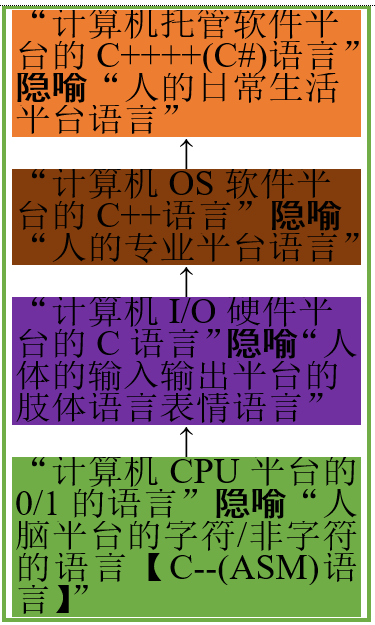 “计算机托管软件平
台的 C++++(C#)语言”
隐喻“人的日常生活
平台语言”
“计算机 OS 软件平
台的 C++语言”隐喻
“人的专业平台语言”
“计算机 I/O 硬件平
台的 C 语言”隐喻“人
体的输入输出平台的
肢体语言表情语言”
“计算机 CPU 平台的
0/1 的语言”隐喻“人
脑平台的字符/非字符
的语言【C--(ASM)语
言】”